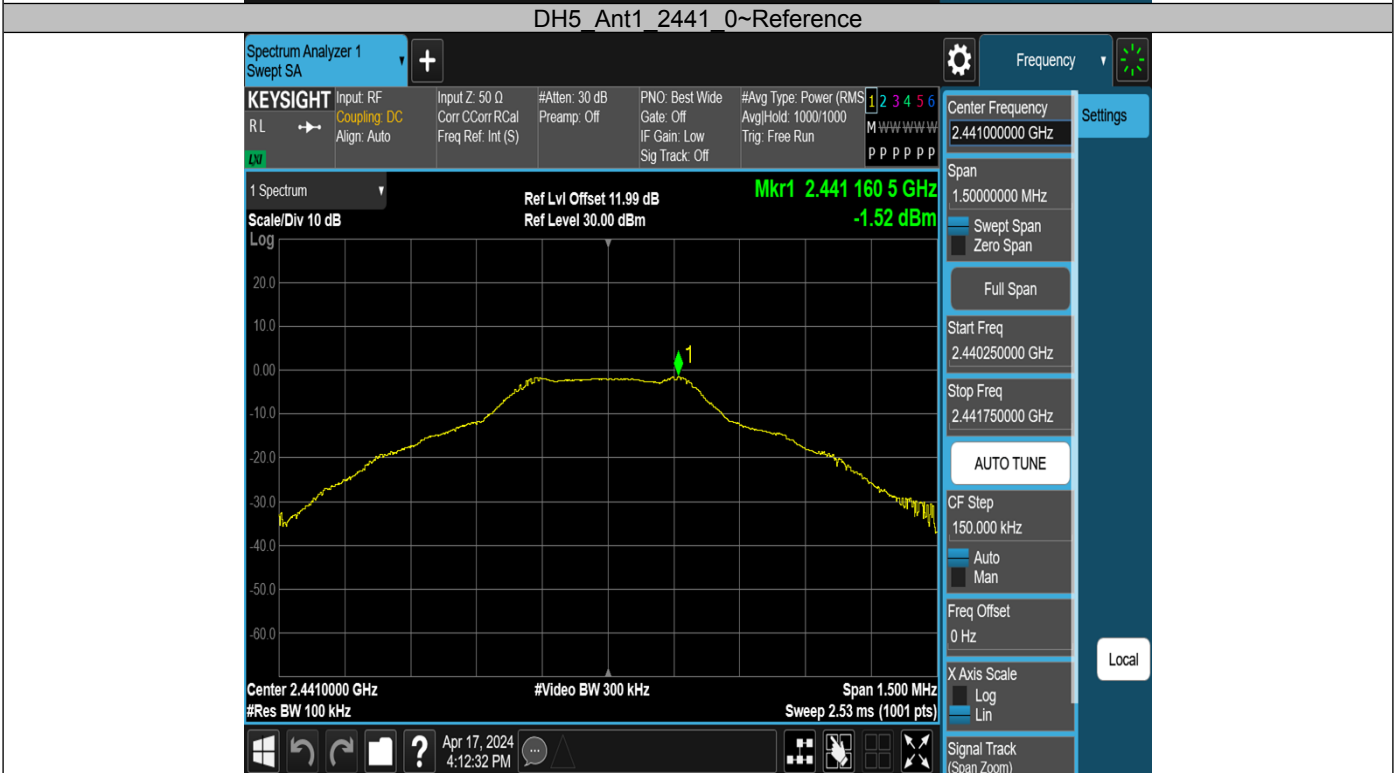 DH5_Ant1_2441_0~Reference
Spectrum Analyzer 1
Swept SA
+
Frequency
KEYSIGHT
R L
LXI
Input: RF
Coupling: DC
Align: Auto
Input Z: 50 Ω
Corr CCorr RCal
Freq Ref: Int (S)
#Atten: 30 dB
Preamp: Off
PNO: Best Wide
Gate: Off
IF Gain: Low
Sig Track: Off
#Avg Type: Power (RMS
Avg|Hold: 1000/1000
Trig: Free Run
1 2 3 4 5 6
M W W W W W
P P P P P P
1 Spectrum
Scale/Div 10 dB
Ref Lvl Offset 11.99 dB
Ref Level 30.00 dBm
Mkr1 2.441 160 5 GHz
-1.52 dBm
Log
20.0
10.0
0.00
-10.0
-20.0
-30.0
-40.0
-50.0
-60.0
1
Center 2.4410000 GHz
#Res BW 100 kHz
#Video BW 300 kHz
Span 1.500 MHz
Sweep 2.53 ms (1001 pts)
Center Frequency
2.441000000 GHz
Span
1.50000000 MHz
Swept Span
Zero Span
Full Span
Start Freq
2.440250000 GHz
Stop Freq
2.441750000 GHz
AUTO TUNE
CF Step
150.000 kHz
Auto
Man
Freq Offset
0 Hz
X Axis Scale
Log
Lin
Signal Track
(Span Zoom)
Settings
Local
?
Apr 17, 2024
4:12:32 PM